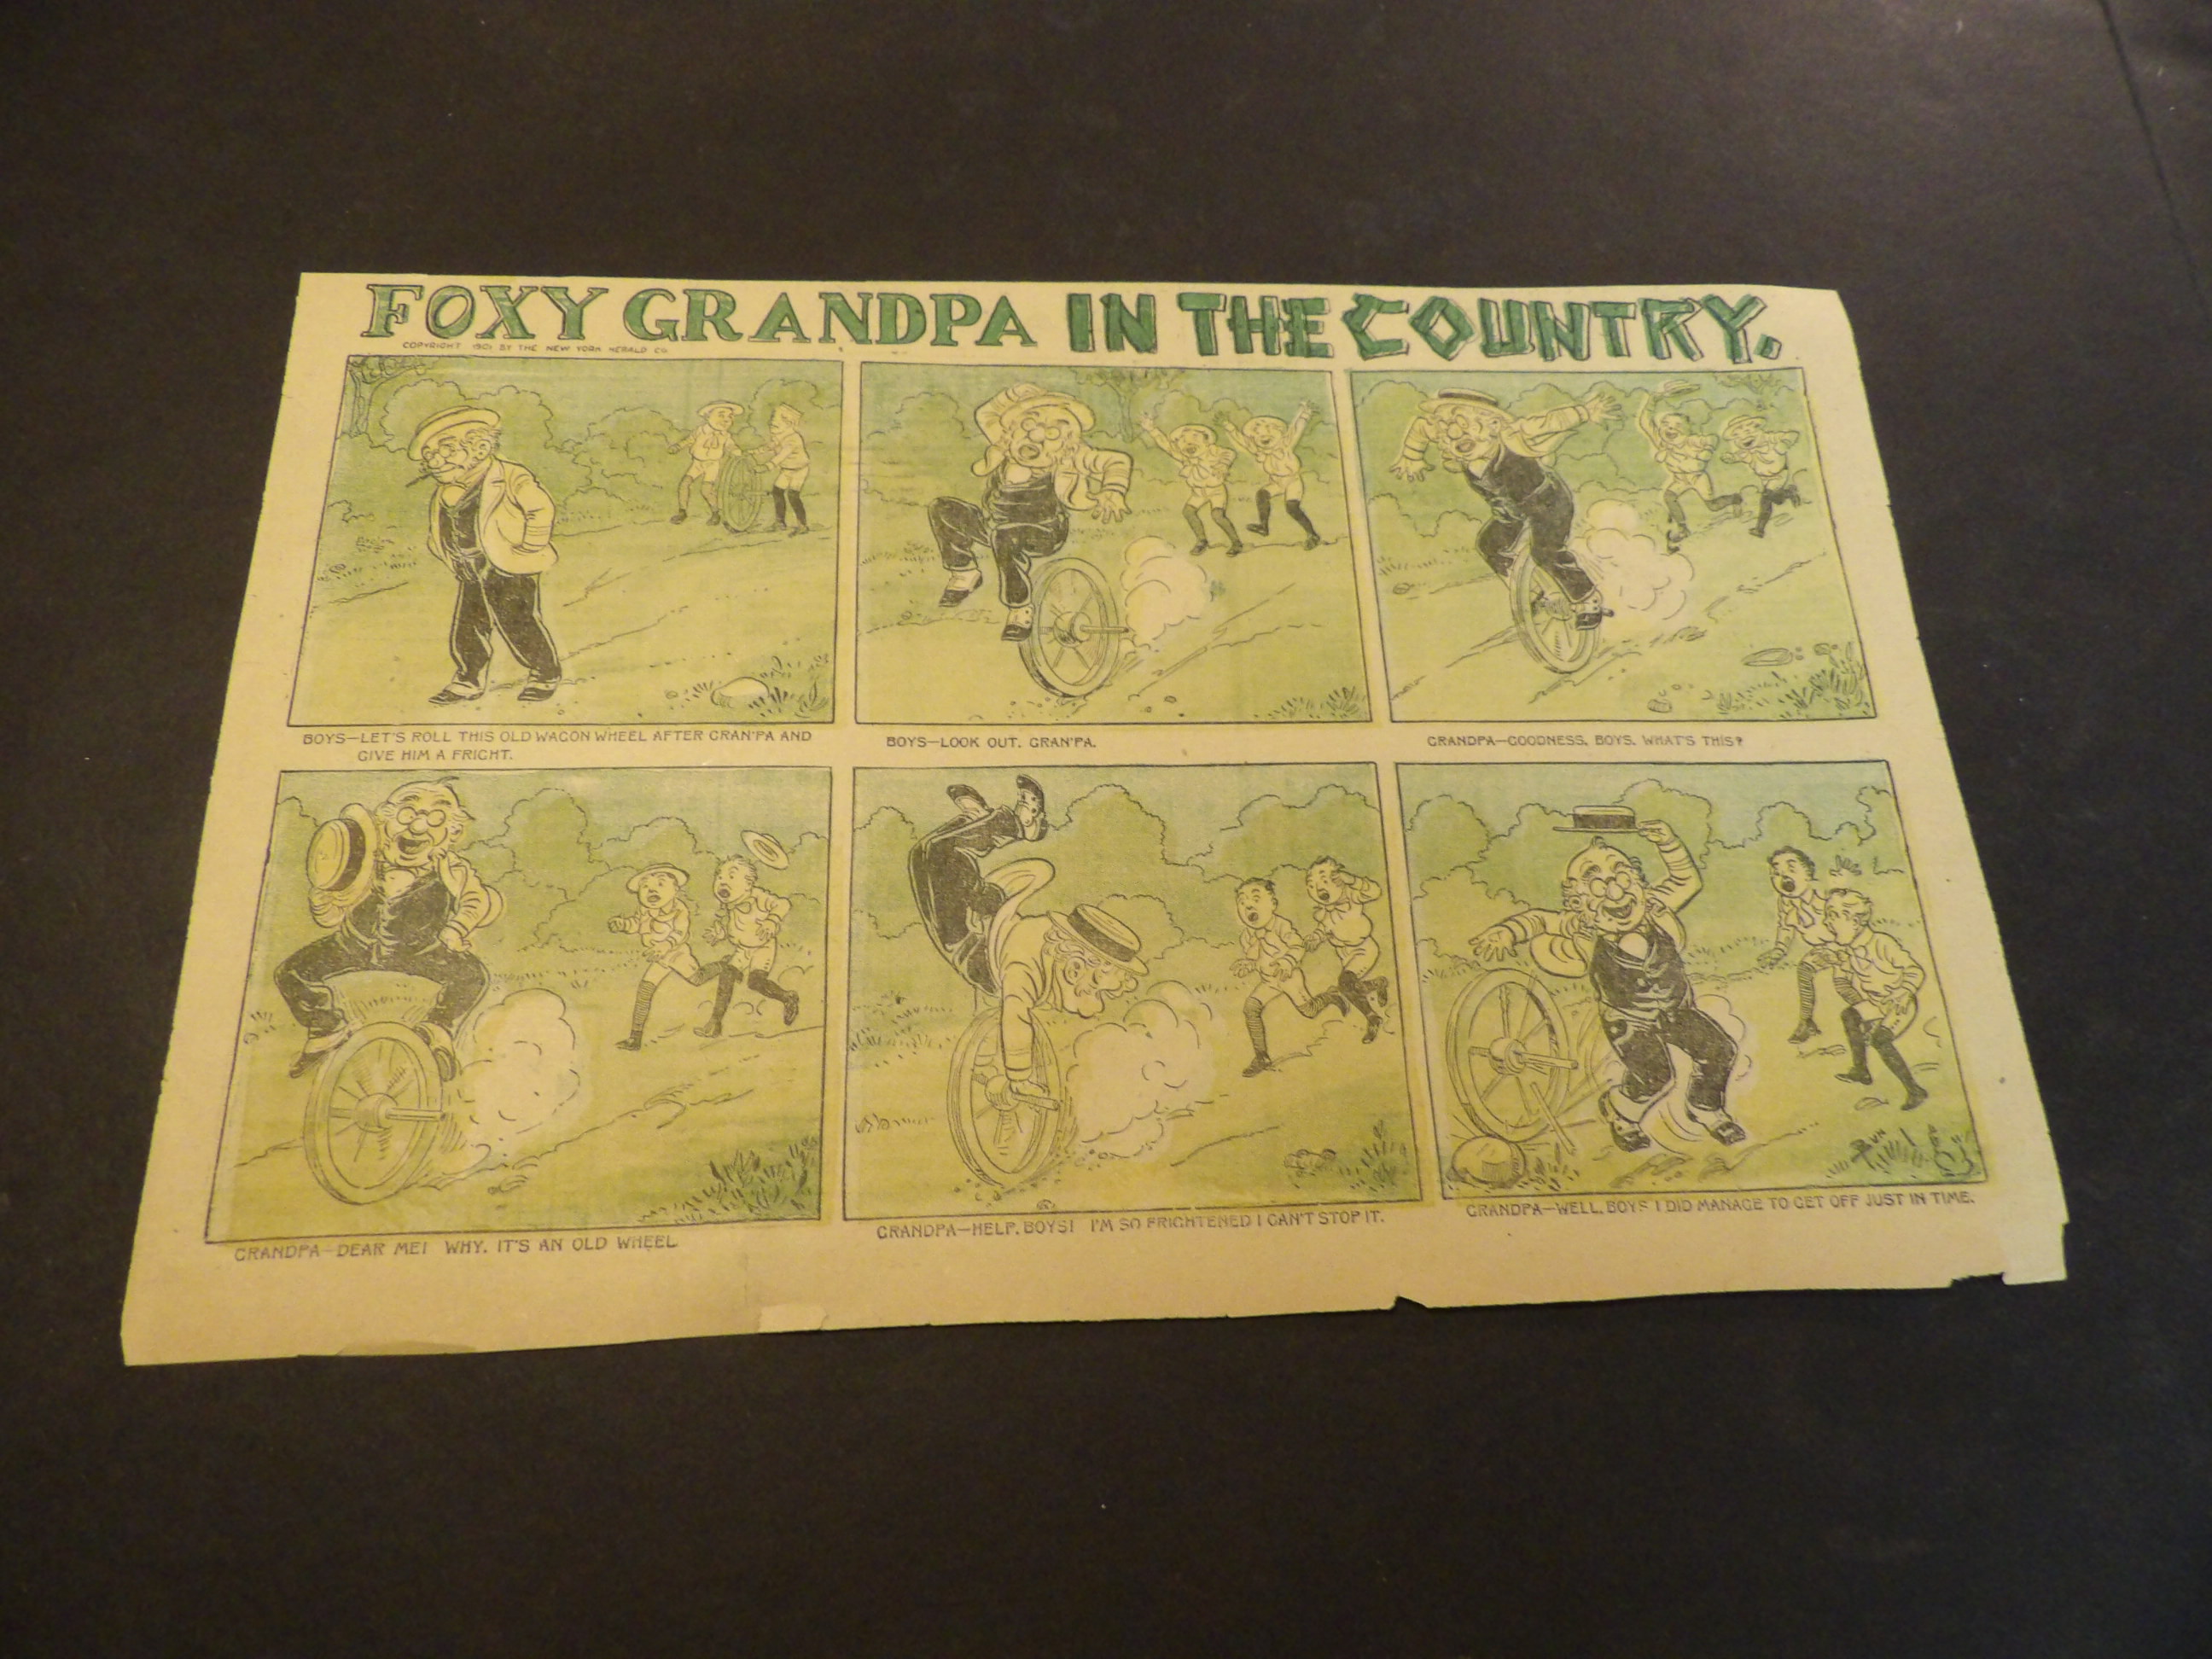 FOXY GRANDPA IN THE COUNTRY.
COPYRIGHT 1901 BY THE NEW YORK HERALD CO
BOYS—LET'S ROLL THIS OLD WAGON WHEEL AFTER GRAN'PA AND
GIVE HIM A FRIGHT.
BOYS—LOOK OUT, GRAN'PA.
GRANDPA—GOODNESS, BOYS, WHAT'S THIS?
GRANDPA—DEAR ME! WHY, IT'S AN OLD WHEEL
GRANDPA—HELP, BOYS! I'M SO FRIGHTENED I CAN'T STOP IT.
GRANDPA—WELL, BOYS I DID MANAGE TO GET OFF JUST IN TIME.